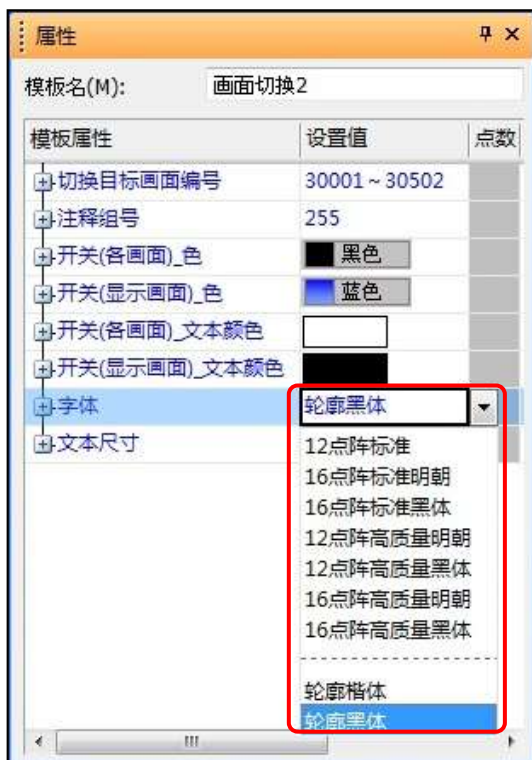 属性
模板名(M): 画面切换2
模板属性 设置值 点数
切换目标画面编号 30001～30502
注释组号 255
开关(各画面)_色 黑色
开关(显示画面)_色 蓝色
开关(各画面)_文本颜色
开关(显示画面)_文本颜色
字体 轮廓黑体
文本尺寸
12点阵标准
16点阵标准明朝
16点阵标准黑体
12点阵高质量明朝
12点阵高质量黑体
16点阵高质量明朝
16点阵高质量黑体
轮廓楷体
轮廓黑体